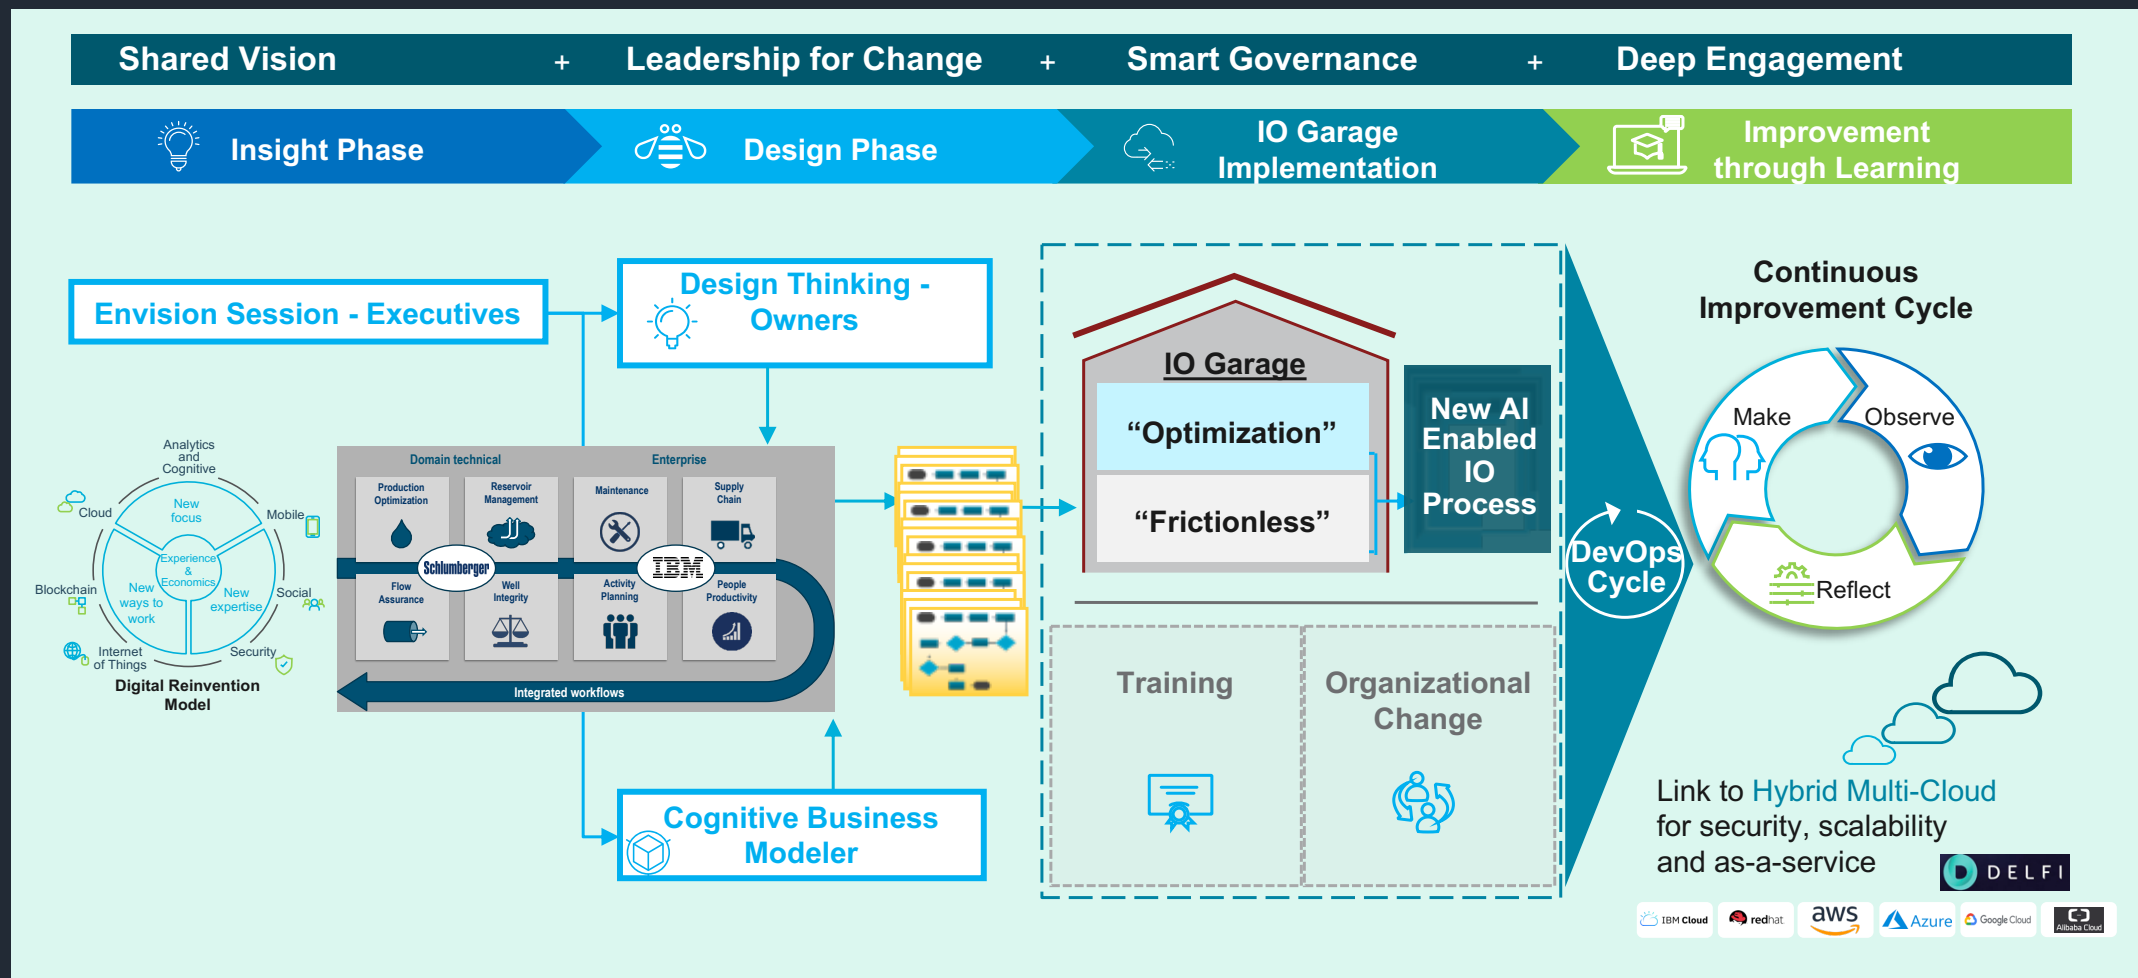 Shared Vision + Leadership for Change + Smart Governance + Deep Engagement
Insight Phase
Design Phase
IO Garage
Implementation
Improvement
through Learning
Envision Session - Executives
Design Thinking -
Owners
Analytics
and
Cognitive
Cloud
Mobile
Blockchain
Social
Internet
of Things
Security
New
focus
Experience
&
Economics
New
ways to
work
New
expertise
Digital Reinvention
Model
Domain technical
Enterprise
Production
Optimization
Reservoir
Management
Maintenance
Supply
Chain
Schlumberger
IBM
Flow
Assurance
Well
Integrity
Activity
Planning
People
Productivity
Integrated workflows
Cognitive Business
Modeler
IO Garage
“Optimization”
“Frictionless”
New AI
Enabled
IO
Process
Training
Organizational
Change
DevOps
Cycle
Continuous
Improvement Cycle
Make
Observe
Reflect
Link to Hybrid Multi-Cloud
for security, scalability
and as-a-service
DELFI
IBM Cloud
redhat
aws
Azure
Google Cloud
Alibaba Cloud